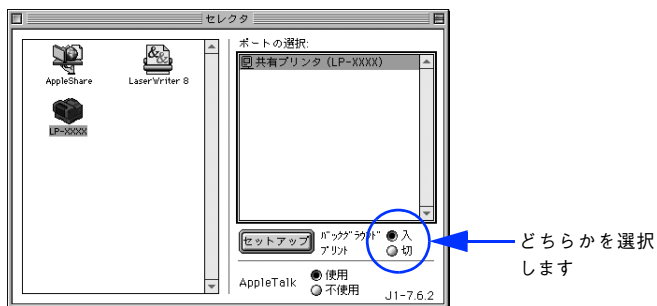 セレクタ
AppleShare
LaserWriter 8
LP-XXXX
ポートの選択:
共有プリンタ (LP-XXXX)
セットアップ
バックグラウンド
プリント
入
切
AppleTalk
使用
不使用
J1-7.6.2
どちらかを選択
します